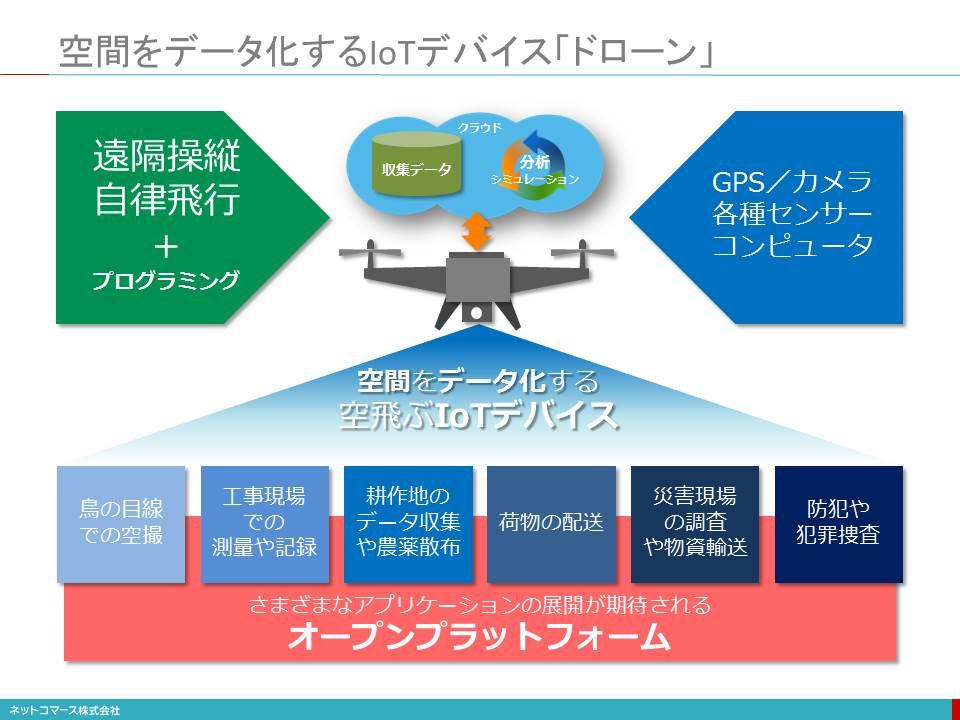 空間をデータ化するIoTデバイス「ドローン」
遠隔操縦
自律飛行
＋
プログラミング
クラウド
収集データ
分析
シミュレーション
GPS／カメラ
各種センサー
コンピュータ
空間をデータ化する
空飛ぶIoTデバイス
鳥の目線
での空撮
工事現場
での
測量や記録
耕作地の
データ収集
や農薬散布
荷物の配送
災害現場
の調査
や物資輸送
防犯や
犯罪捜査
さまざまなアプリケーションの展開が期待される
オープンプラットフォーム
ネットコマース株式会社